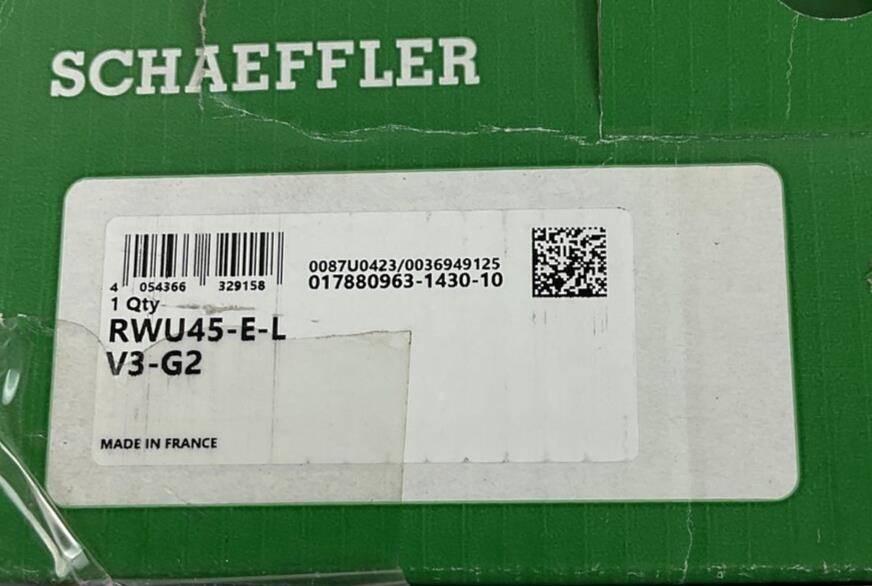 SCHAEFFLER
4 054366 329158
0087U0423/0036949125
017880963-1430-10
1 Qty
RWU45-E-L
V3-G2
MADE IN FRANCE